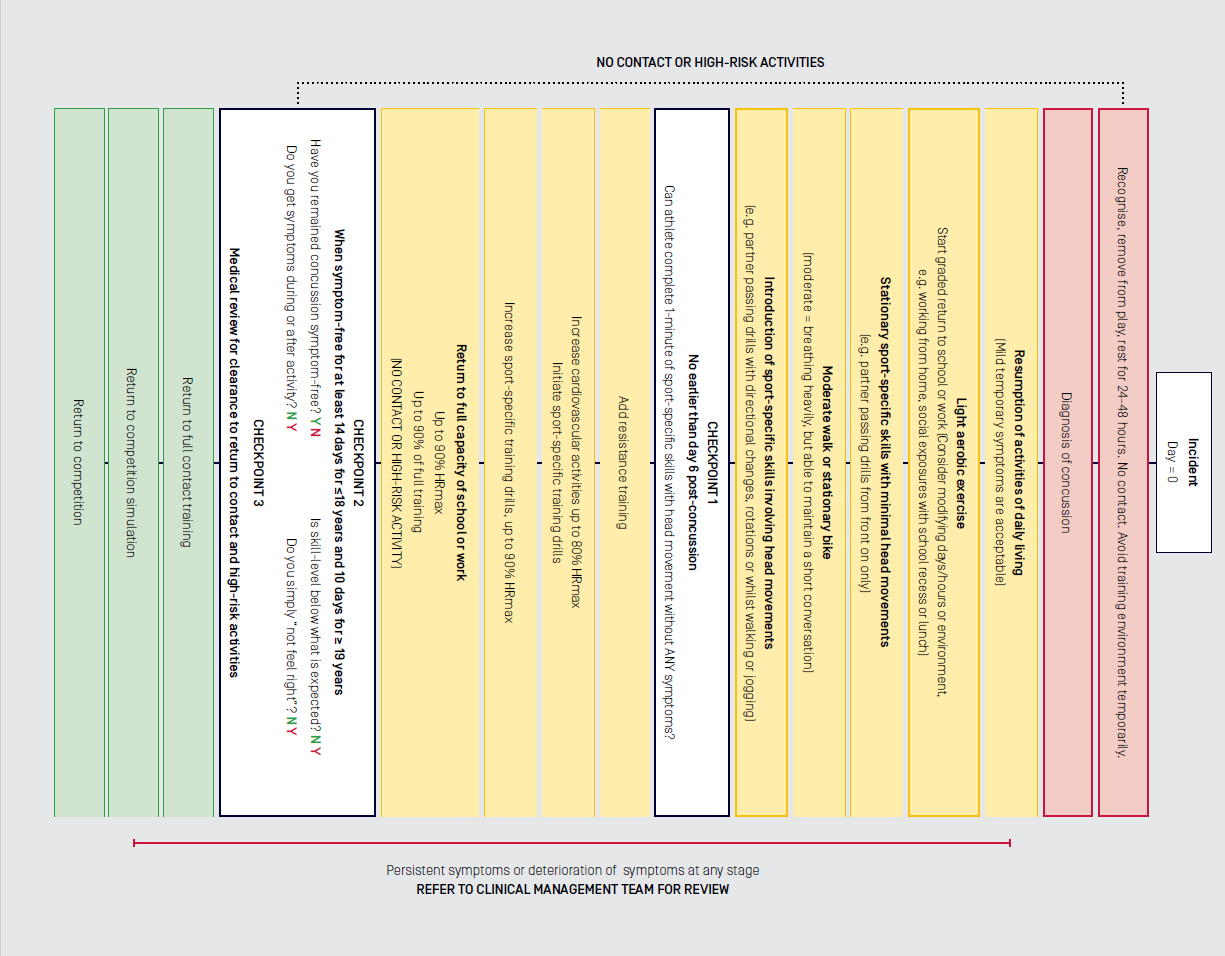 NO CONTACT OR HIGH-RISK ACTIVITIES
Incident
Day = 0
Recognise, remove from play, rest for 24-48 hours. No contact. Avoid training environment temporarily.
Diagnosis of concussion
Resumption of activities of daily living
(Mild temporary symptoms are acceptable)
Light aerobic exercise
Start graded return to school or work (Consider modifying days/hours or environment,
e.g. working from home, social exposures with school recess or lunch)
Stationary sport-specific skills with minimal head movements
(e.g. partner passing drills from front on only)
Moderate walk or stationary bike
(moderate = breathing heavily, but able to maintain a short conversation)
Introduction of sport-specific skills involving head movements
(e.g. partner passing drills with directional changes, rotations or whilst walking or jogging)
CHECKPOINT 1
No earlier than day 6 post-concussion
Can athlete complete 1-minute of sport-specific skills with head movement without ANY symptoms?
Add resistance training
Increase cardiovascular activities up to 80% HRmax
Initiate sport-specific training drills
Increase sport-specific training drills, up to 90% HRmax
Return to full capacity of school or work
Up to 90% HRmax
Up to 90% of full training
(NO CONTACT OR HIGH-RISK ACTIVITY)
CHECKPOINT 2
When symptom-free for at least 14 days for ≤18 years and 10 days for ≥ 19 years
Have you remained concussion symptom-free? Y N Is skill-level below what is expected? N Y
Do you get symptoms during or after activity? N Y Do you simply "not feel right"? N Y
CHECKPOINT 3
Medical review for clearance to return to contact and high-risk activities
Return to full contact training
Return to competition simulation
Return to competition
Persistent symptoms or deterioration of symptoms at any stage
REFER TO CLINICAL MANAGEMENT TEAM FOR REVIEW